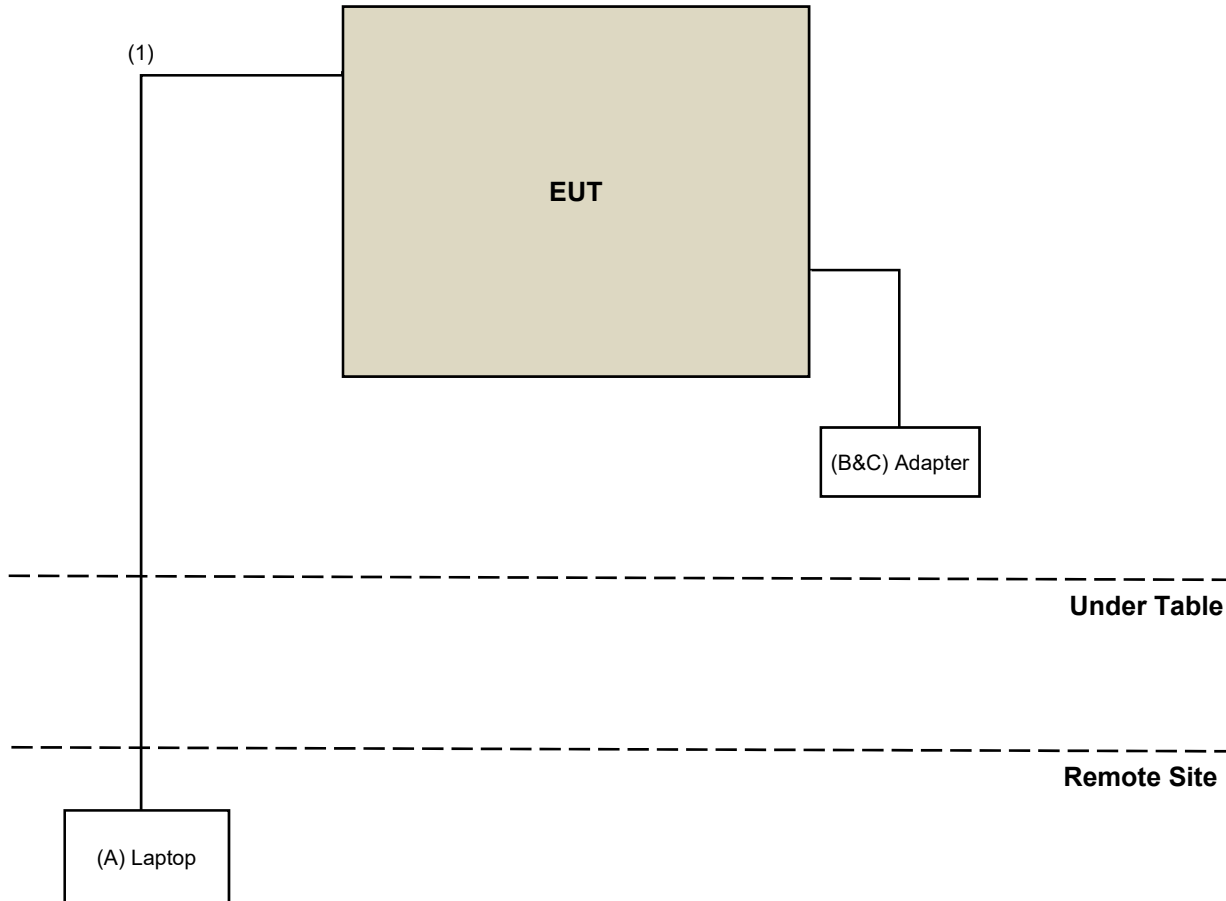 (1)
EUT
(B&C) Adapter
Under Table
Remote Site
(A) Laptop